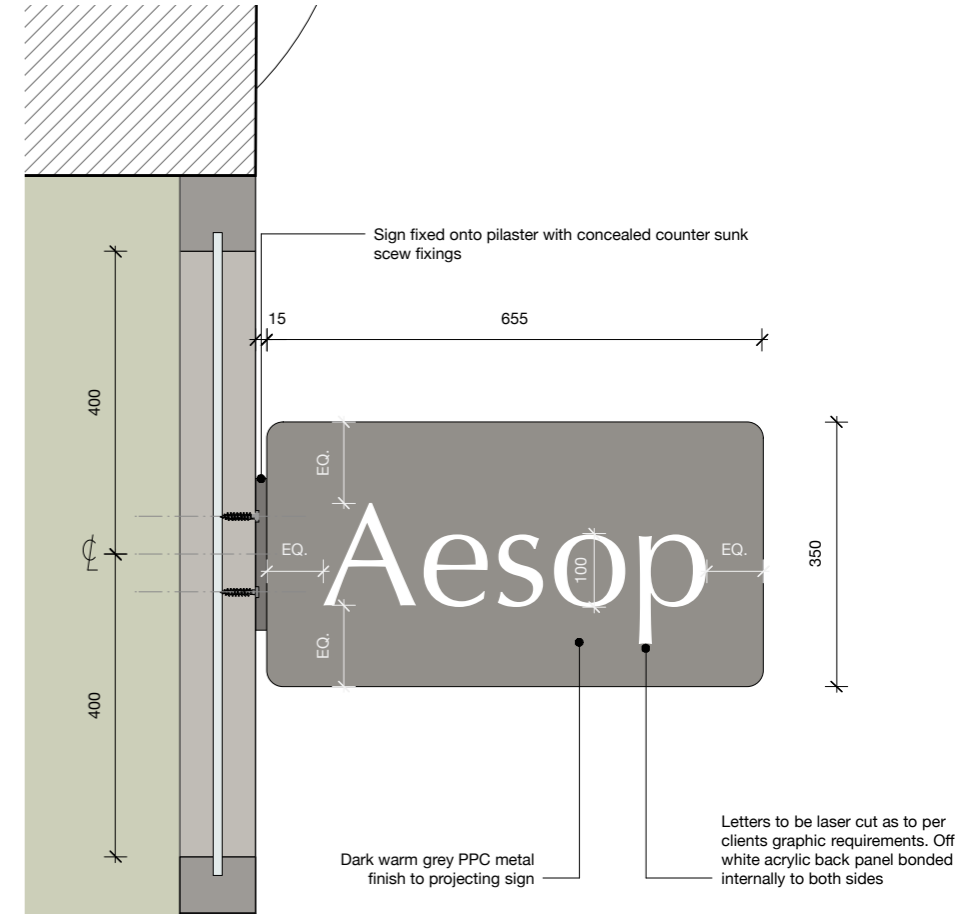 Sign fixed onto pilaster with concealed counter sunk
scew fixings
15
655
400
EQ.
Aesop
EQ.
EQ.
100
350
℄
EQ.
400
Letters to be laser cut as to per
clients graphic requirements. Off
white acrylic back panel bonded
internally to both sides
Dark warm grey PPC metal
finish to projecting sign